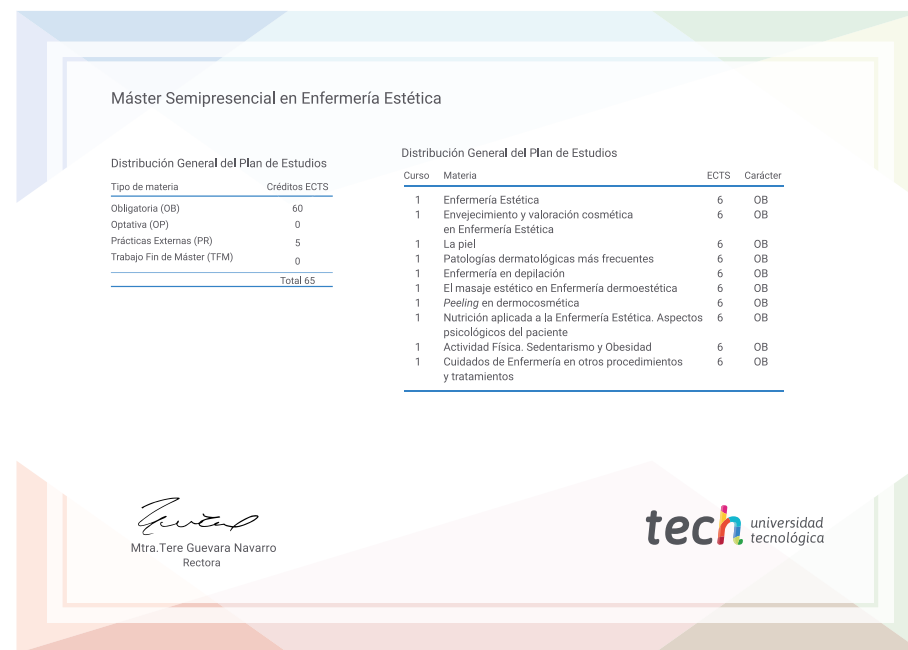 Máster Semipresencial en Enfermería Estética
Distribución General del Plan de Estudios
Tipo de materia Créditos ECTS
Obligatoria (OB) 60
Optativa (OP) 0
Prácticas Externas (PR) 5
Trabajo Fin de Máster (TFM) 0
Total 65
Distribución General del Plan de Estudios
Curso Materia ECTS Carácter
1 Enfermería Estética 6 OB
1 Envejecimiento y valoración cosmética 6 OB
en Enfermería Estética
1 La piel 6 OB
1 Patologías dermatológicas más frecuentes 6 OB
1 Enfermería en depilación 6 OB
1 El masaje estético en Enfermería dermoestética 6 OB
1 Peeling en dermocosmética 6 OB
1 Nutrición aplicada a la Enfermería Estética. Aspectos 6 OB
psicológicos del paciente
1 Actividad Física. Sedentarismo y Obesidad 6 OB
1 Cuidados de Enfermería en otros procedimientos 6 OB
y tratamientos
Mtra.Tere Guevara Navarro
Rectora
tech universidad
tecnológica